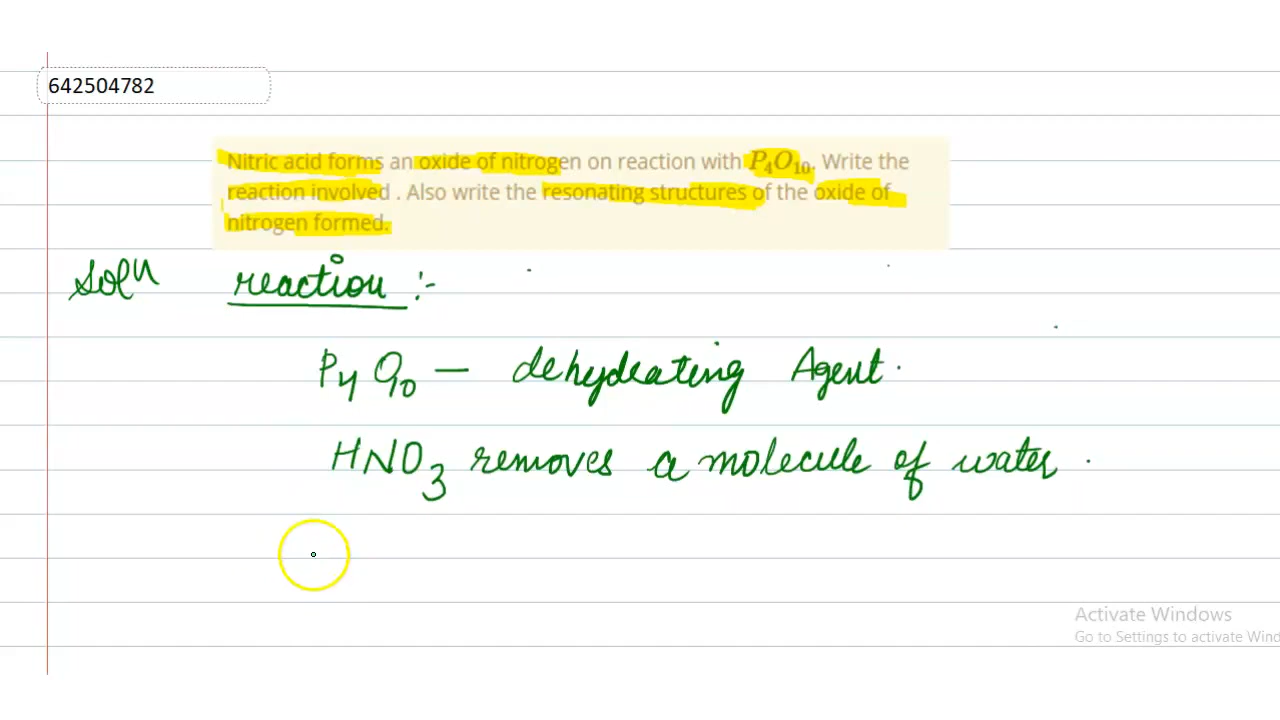 642504782
Nitric acid forms an oxide of nitrogen on reaction with P₄O₁₀. Write the
reaction involved . Also write the resonating structures of the oxide of
nitrogen formed.
Soln reaction :-
P₄O₁₀ — dehydrating Agent.
HNO₃ removes a molecule of water.
Activate Windows
Go to Settings to activate Wind